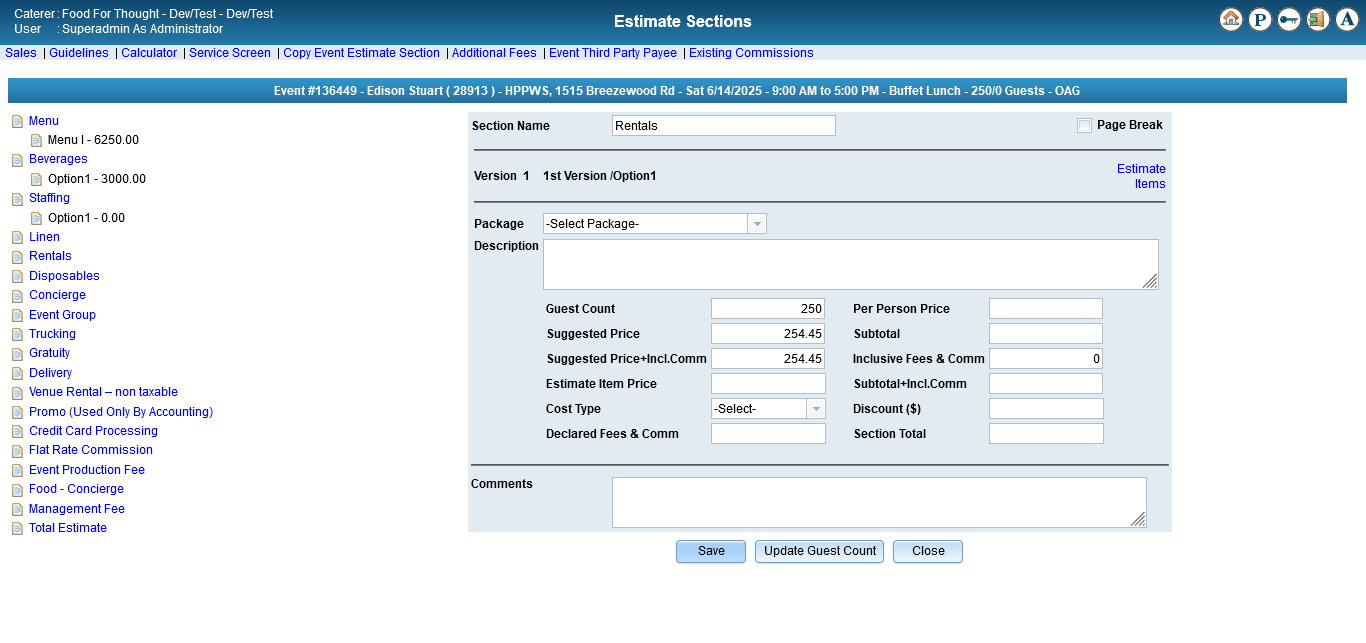 Caterer : Food For Thought - Dev/Test - Dev/Test
User : Superadmin As Administrator
Estimate Sections
P
A
Sales | Guidelines | Calculator | Service Screen | Copy Event Estimate Section | Additional Fees | Event Third Party Payee | Existing Commissions
Event #136449 - Edison Stuart ( 28913 ) - HPPWS, 1515 Breezewood Rd - Sat 6/14/2025 - 9:00 AM to 5:00 PM - Buffet Lunch - 250/0 Guests - OAG
Menu
Menu I - 6250.00
Beverages
Option1 - 3000.00
Staffing
Option1 - 0.00
Linen
Rentals
Disposables
Concierge
Event Group
Trucking
Gratuity
Delivery
Venue Rental – non taxable
Promo (Used Only By Accounting)
Credit Card Processing
Flat Rate Commission
Event Production Fee
Food - Concierge
Management Fee
Total Estimate
Section Name Rentals Page Break
Version 1 1st Version /Option1 Estimate
Items
Package -Select Package-
Description
Guest Count 250 Per Person Price
Suggested Price 254.45 Subtotal
Suggested Price+Incl.Comm 254.45 Inclusive Fees & Comm 0
Estimate Item Price Subtotal+Incl.Comm
Cost Type -Select- Discount ($)
Declared Fees & Comm Section Total
Comments
Save Update Guest Count Close